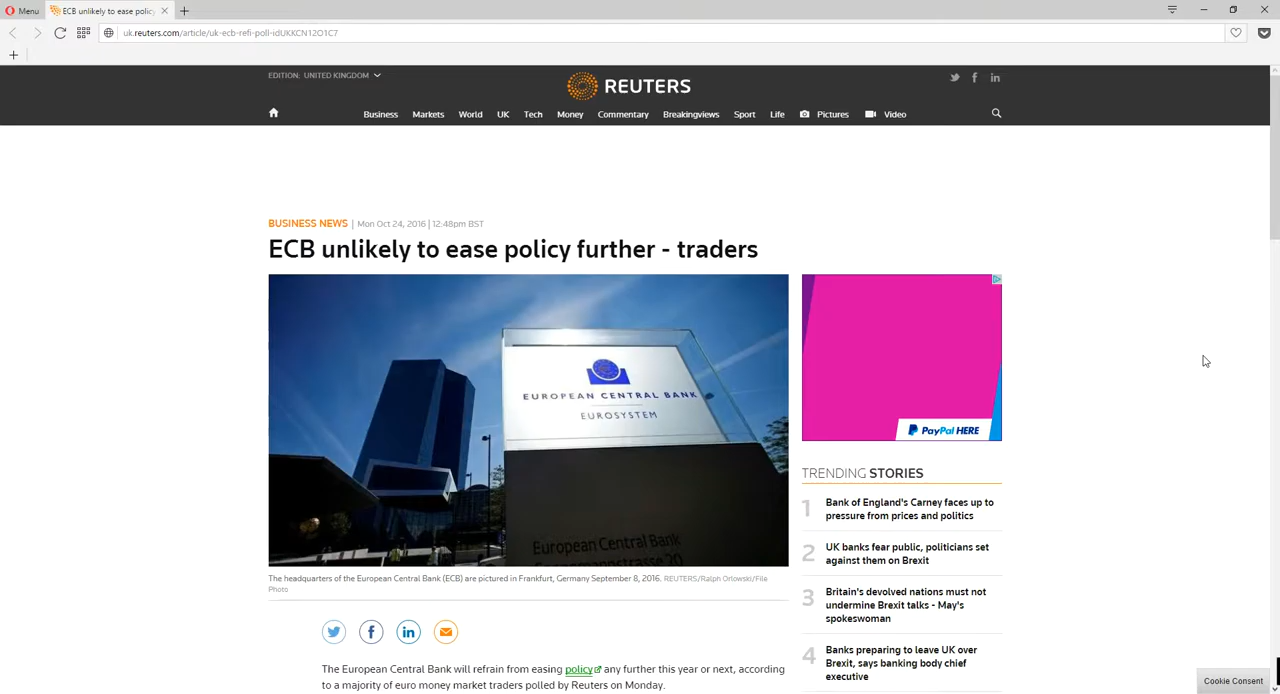 Menu
ECB unlikely to ease policy
uk.reuters.com/article/uk-ecb-refi-poll-idUKKCN12O1C7
EDITION: UNITED KINGDOM
REUTERS
Business Markets World UK Tech Money Commentary Breakingviews Sport Life Pictures Video
BUSINESS NEWS | Mon Oct 24, 2016 | 12:48pm BST
ECB unlikely to ease policy further - traders
EUROPEAN CENTRAL BANK
EUROSYSTEM
European Central Bank
PayPal HERE
The headquarters of the European Central Bank (ECB) are pictured in Frankfurt, Germany September 8, 2016. REUTERS/Ralph Orlowski/File
Photo
The European Central Bank will refrain from easing policy any further this year or next, according
to a majority of euro money market traders polled by Reuters on Monday.
TRENDING STORIES
1 Bank of England's Carney faces up to
pressure from prices and politics
2 UK banks fear public, politicians set
against them on Brexit
3 Britain's devolved nations must not
undermine Brexit talks - May's
spokeswoman
4 Banks preparing to leave UK over
Brexit, says banking body chief
executive
Cookie Consent